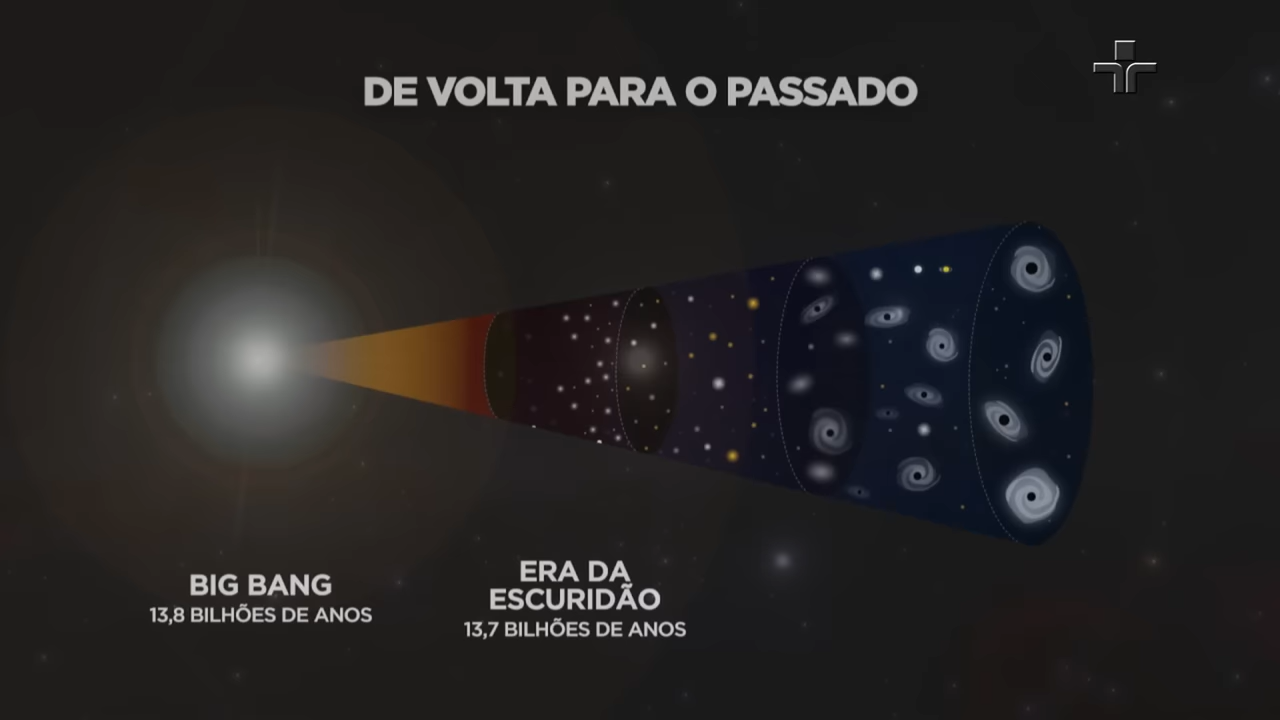 DE VOLTA PARA O PASSADO
BIG BANG
13,8 BILHÕES DE ANOS
ERA DA
ESCURIDÃO
13,7 BILHÕES DE ANOS